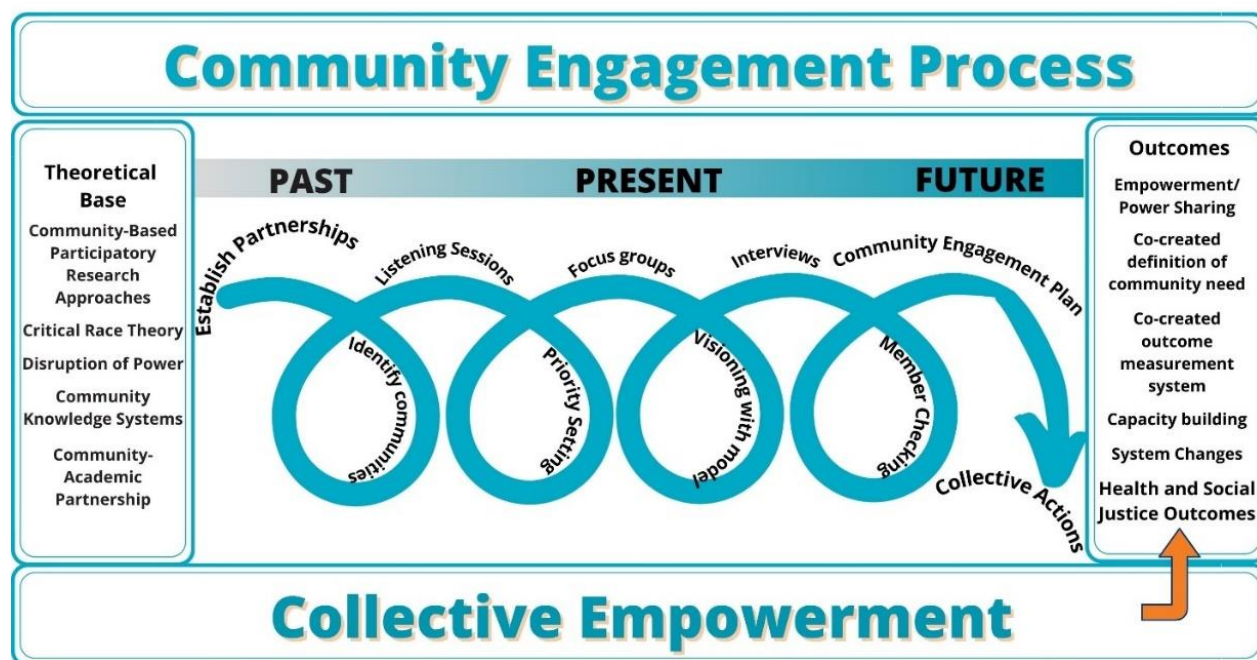 Community Engagement Process
Theoretical
Base
Community-Based
Participatory
Research
Approaches
Critical Race Theory
Disruption of Power
Community
Knowledge Systems
Community-
Academic
Partnership
PAST
PRESENT
FUTURE
Establish Partnerships
Identify communities
Listening Sessions
Priority Setting
Focus groups
Visioning with model
Interviews
Member Checking
Community Engagement Plan
Collective Actions
Outcomes
Empowerment/
Power Sharing
Co-created
definition of
community need
Co-created
outcome
measurement
system
Capacity building
System Changes
Health and Social
Justice Outcomes
Collective Empowerment